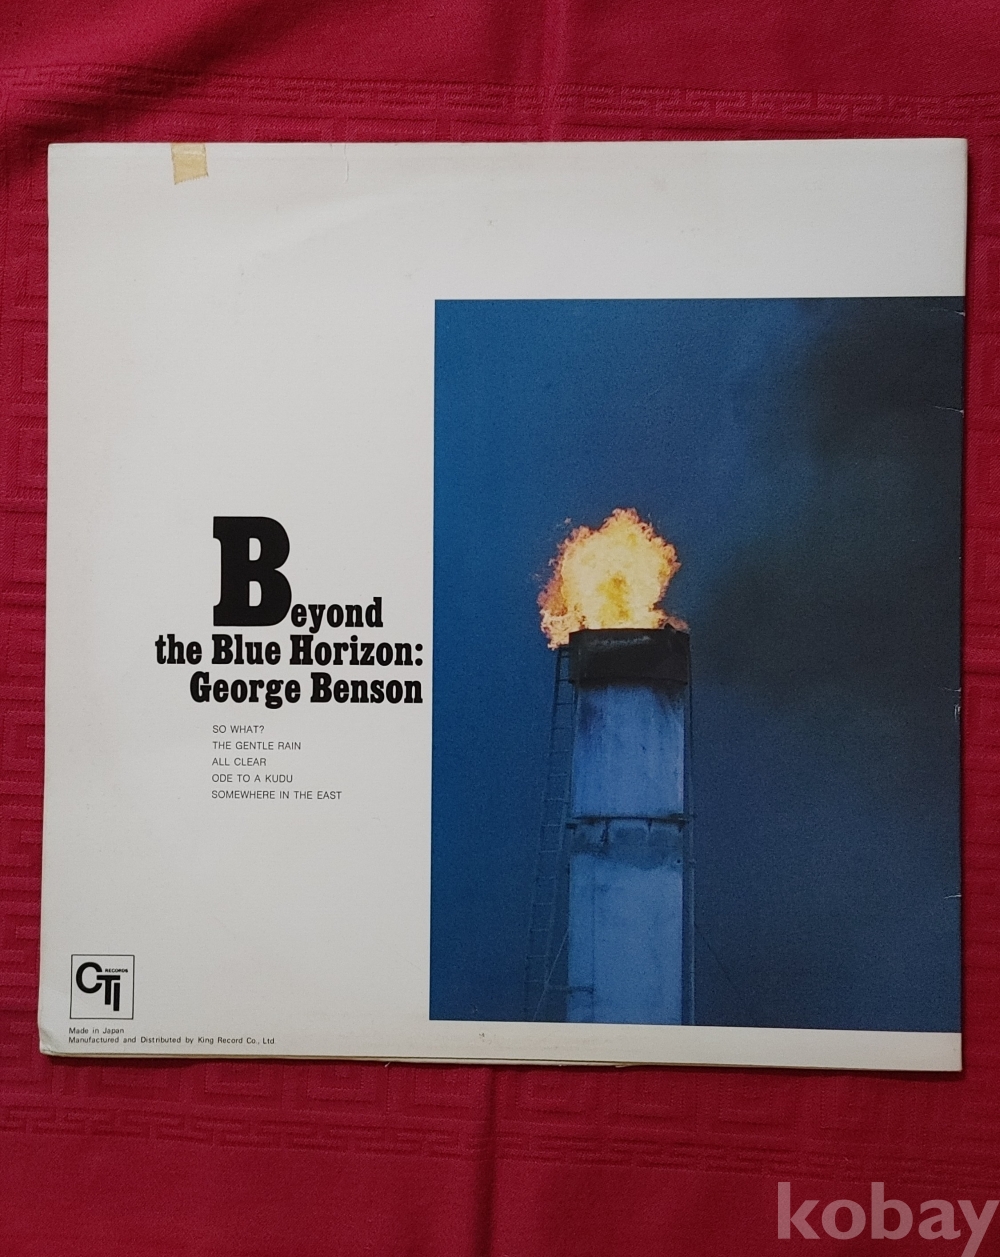 Beyond
the Blue Horizon:
George Benson
SO WHAT?
THE GENTLE RAIN
ALL CLEAR
ODE TO A KUDU
SOMEWHERE IN THE EAST
CTI RECORDS
Made in Japan
Manufactured and Distributed by King Record Co., Ltd.
kobay